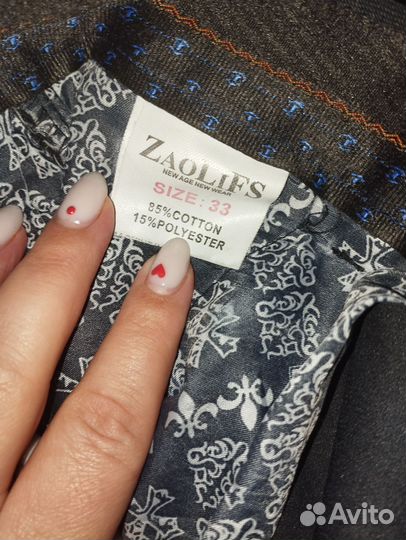 ZAOLIFS
NEW AGE NEW WEAR
SIZE: 33
85%COTTON
15%POLYESTER
Avito